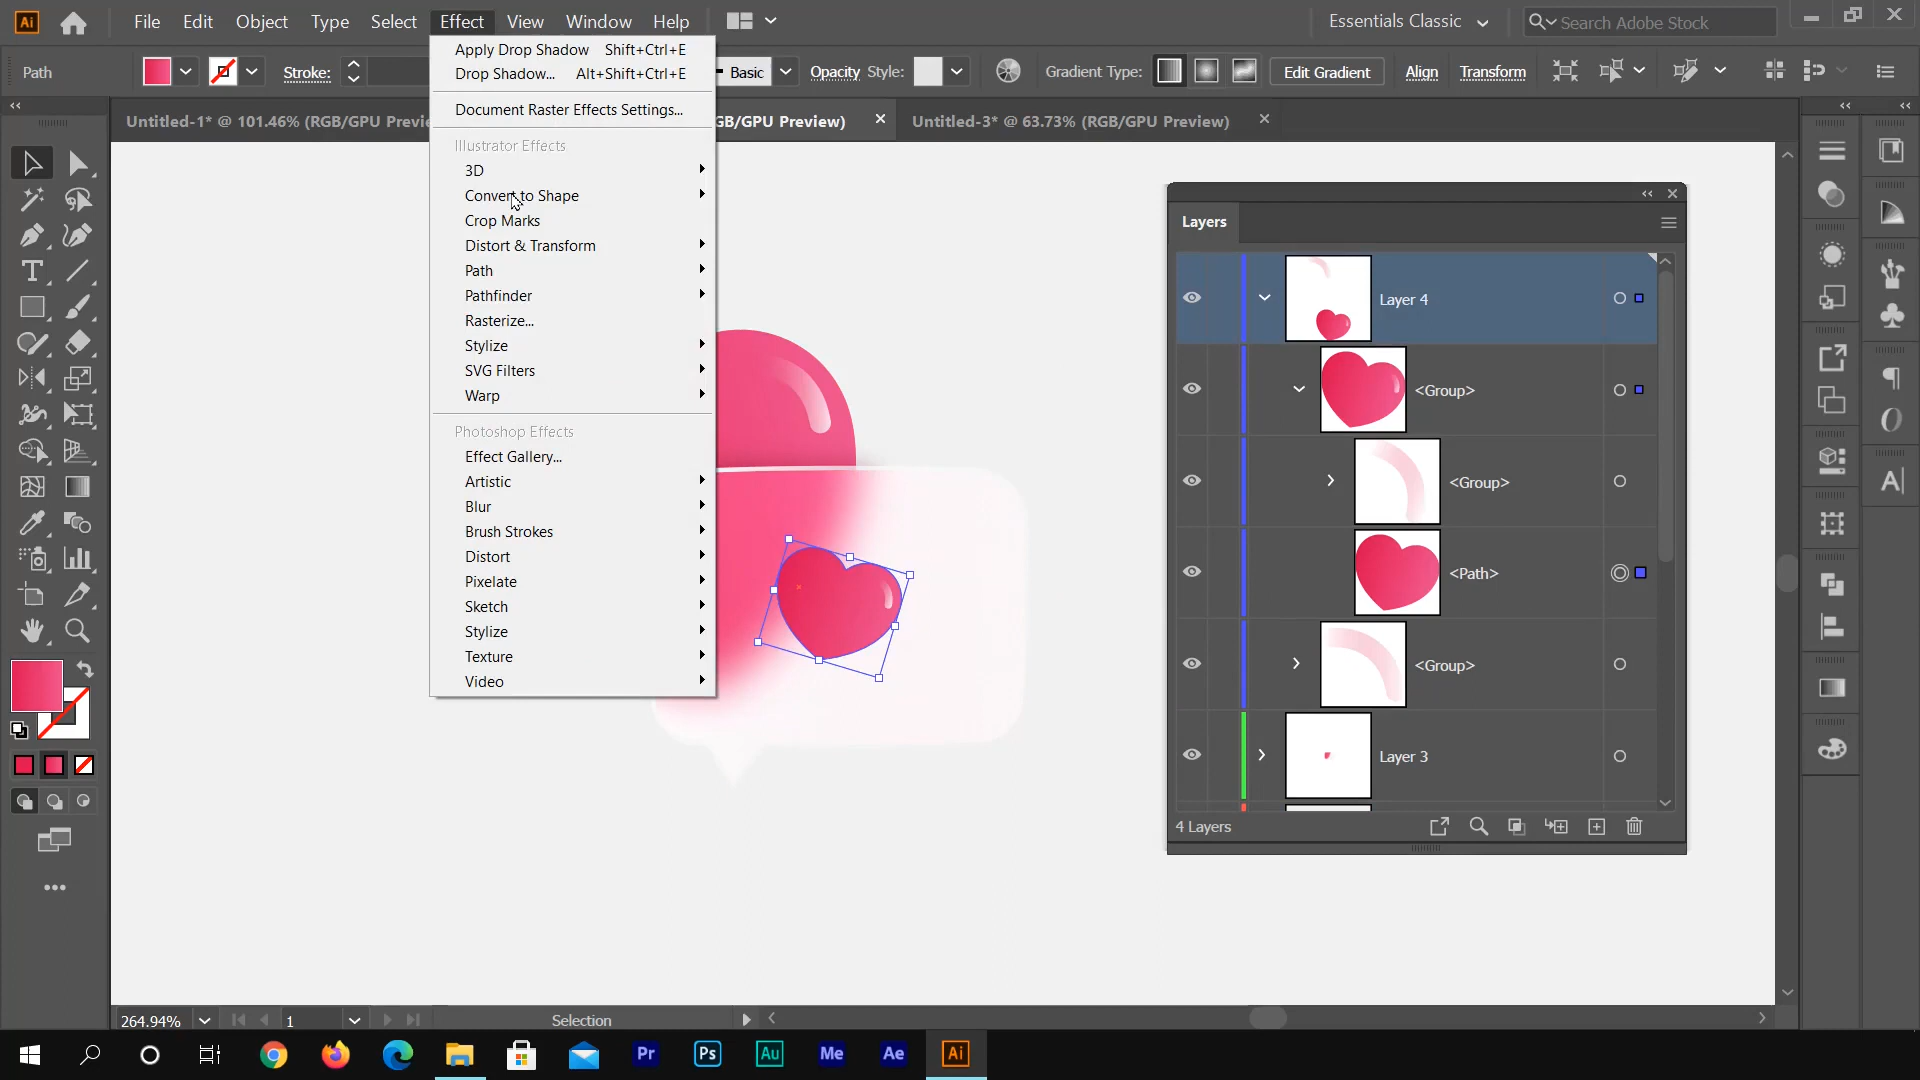 Ai File Edit Object Type Select Effect View Window Help Essentials Classic Search Adobe Stock
Path Stroke: Basic Opacity Style: Gradient Type: Edit Gradient Align Transform
Untitled-1* @ 101.46% (RGB/GPU Previe GB/GPU Preview) Untitled-3* @ 63.73% (RGB/GPU Preview)
Apply Drop Shadow Shift+Ctrl+E
Drop Shadow... Alt+Shift+Ctrl+E
Document Raster Effects Settings...
Illustrator Effects
3D
Convert to Shape
Crop Marks
Distort & Transform
Path
Pathfinder
Rasterize...
Stylize
SVG Filters
Warp
Photoshop Effects
Effect Gallery...
Artistic
Blur
Brush Strokes
Distort
Pixelate
Sketch
Stylize
Texture
Video
Layers
Layer 4
<Group>
<Group>
<Path>
<Group>
Layer 3
4 Layers
264.94% 1 Selection
Pr Ps Au Me Ae Ai